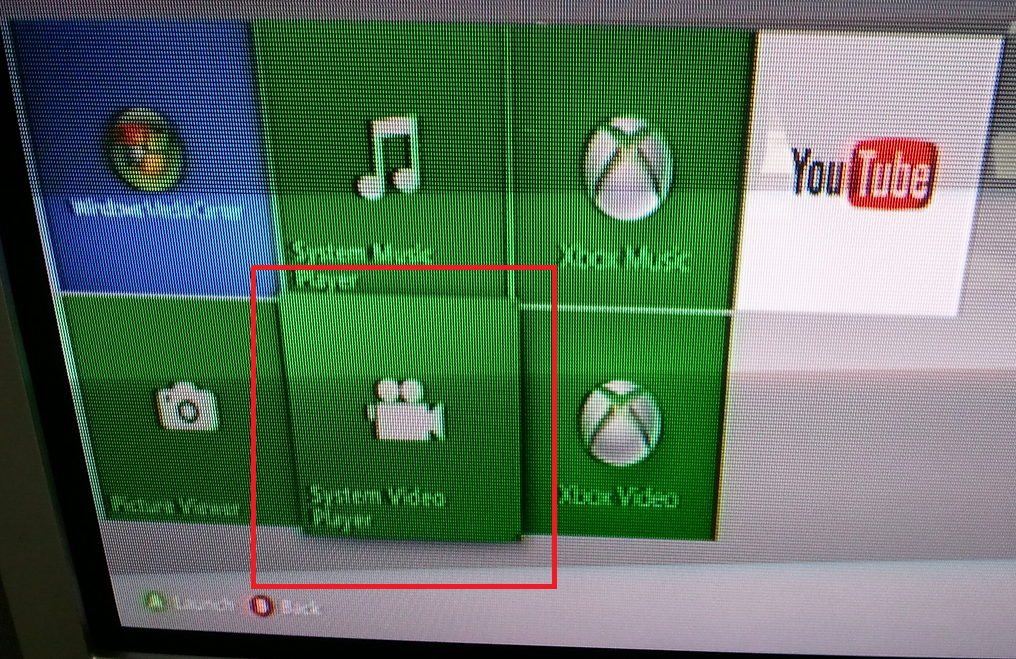 Windows Media Center
System Music
Player
Xbox Music
YouTube
Picture Viewer
System Video
Player
Xbox Video
A Launch B Back